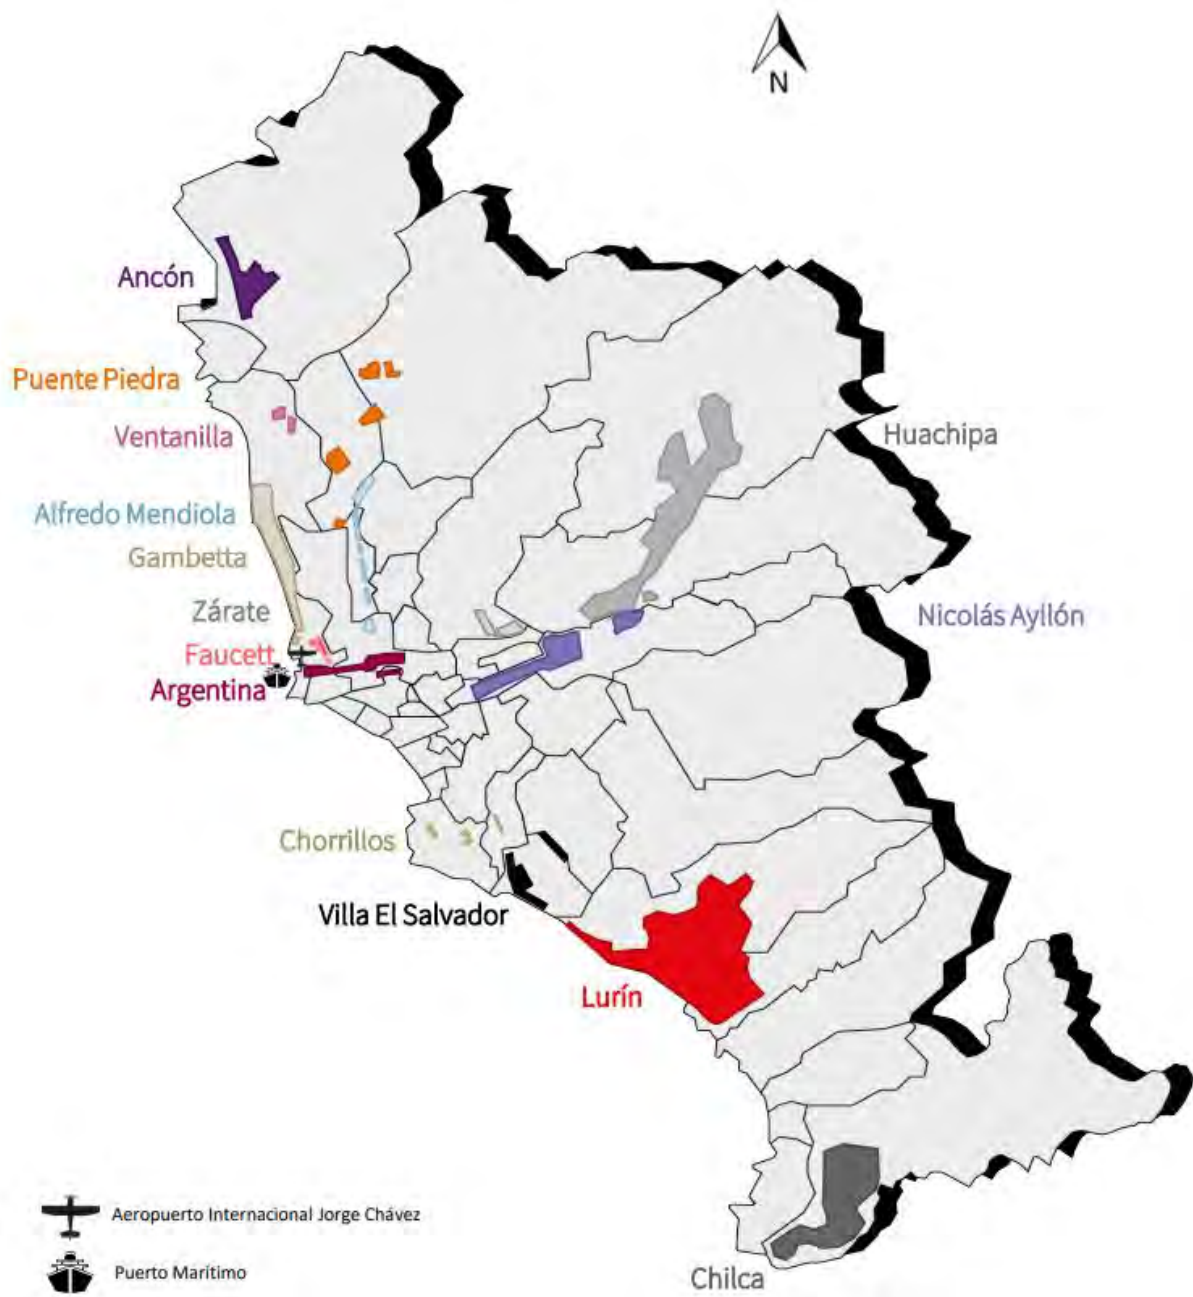 N
Ancón
Puente Piedra
Ventanilla
Huachipa
Alfredo Mendiola
Gambetta
Zárate
Nicolás Ayllón
Faucett
Argentina
Chorrillos
Villa El Salvador
Lurín
Aeropuerto Internacional Jorge Chávez
Puerto Marítimo
Chilca